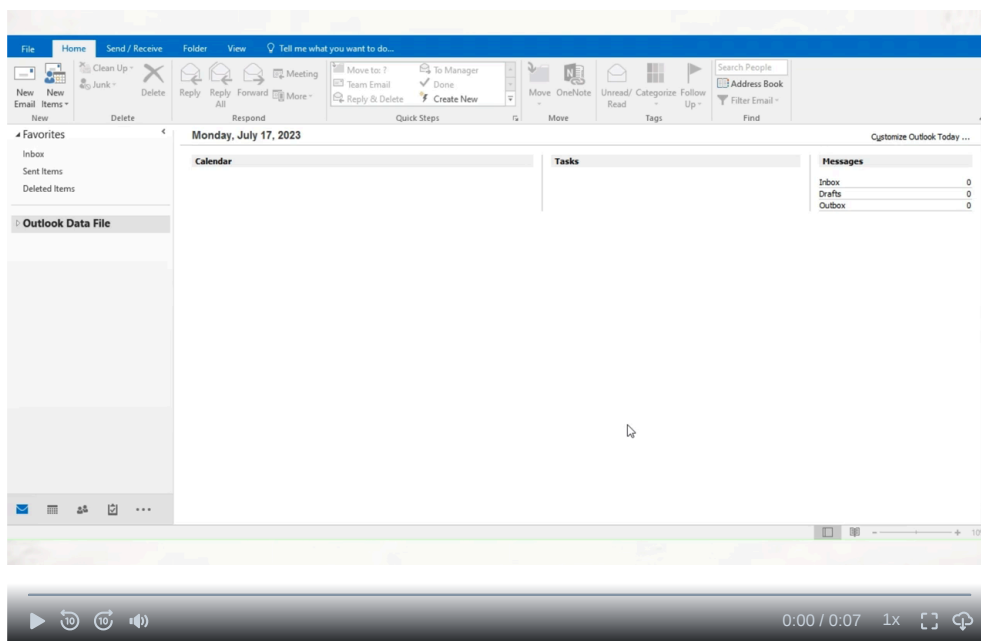 File Home Send / Receive Folder View Tell me what you want to do...
New Email
New Items
Clean Up
Junk
Delete
Reply
Reply All
Forward
Meeting
More
Move to: ?
Team Email
Reply & Delete
To Manager
Done
Create New
Move
OneNote
Unread/ Read
Categorize
Follow Up
Search People
Address Book
Filter Email
New Delete Respond Quick Steps Move Tags Find
Favorites
Inbox
Sent Items
Deleted Items
Outlook Data File
Monday, July 17, 2023
Customize Outlook Today ...
Calendar Tasks Messages
Inbox 0
Drafts 0
Outbox 0
10 10 0:00 / 0:07 1x